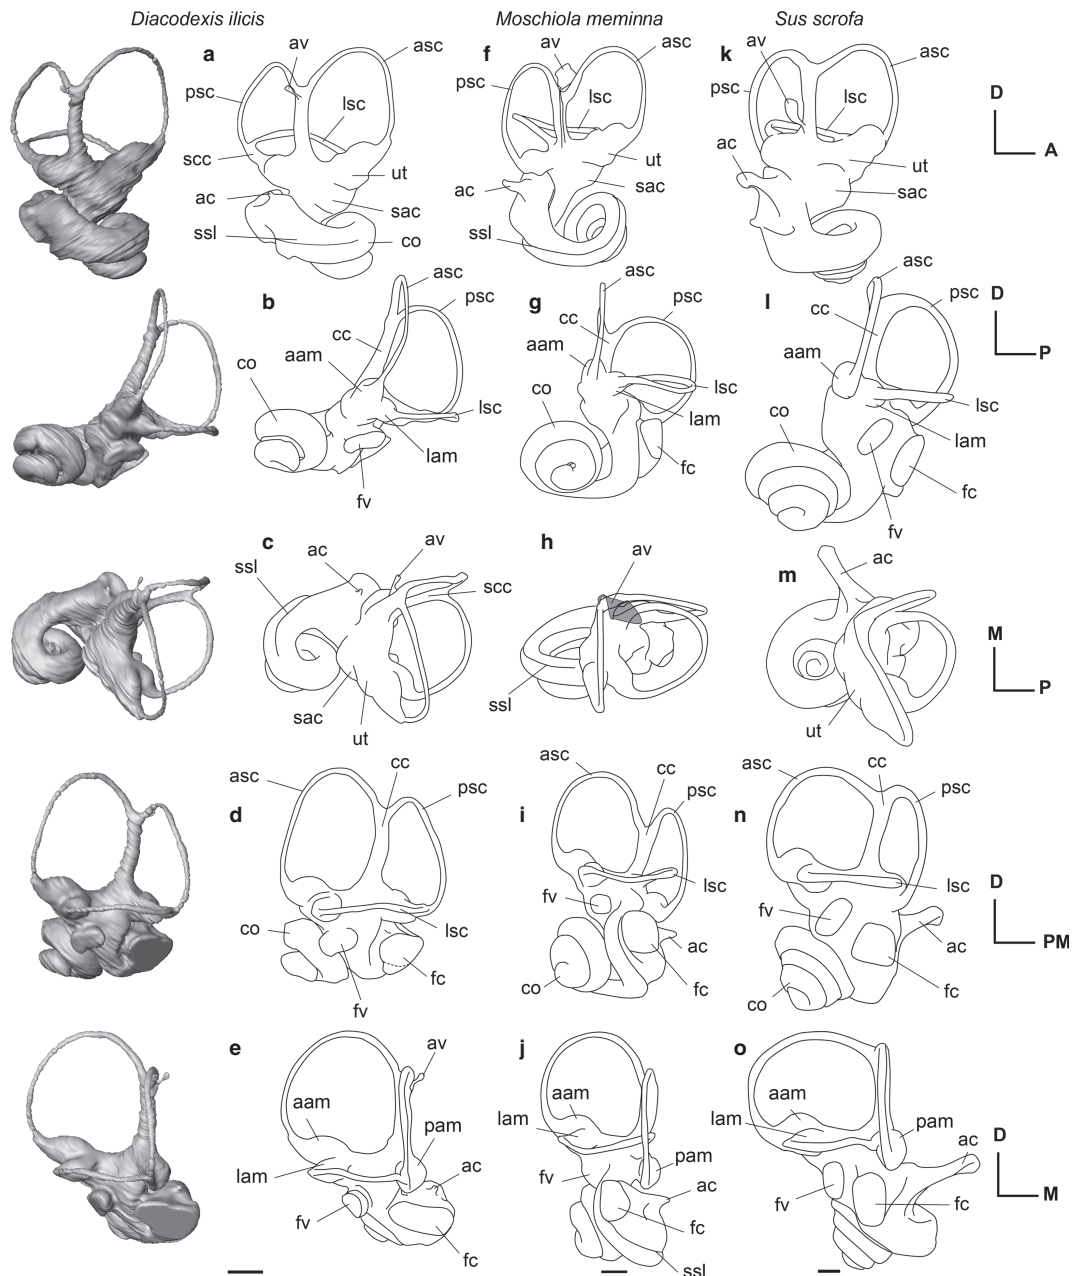 Diacodexis ilicis
Moschiola meminna
Sus scrofa
a
av
asc
psc
lsc
scc
ut
ac
sac
ssl
co
f
av
asc
psc
lsc
ut
sac
ac
ssl
k
av
asc
psc
lsc
ac
ut
sac
D
A
b
asc
psc
cc
aam
co
lsc
lam
fv
g
asc
psc
cc
aam
co
lsc
lam
fc
l
asc
psc
cc
aam
lsc
co
lam
fc
fv
D
P
c
ac
av
ssl
scc
sac
ut
h
av
ssl
m
ac
ut
M
P
d
asc
cc
psc
co
lsc
fc
fv
i
asc
cc
psc
lsc
fv
ac
co
fc
n
asc
cc
psc
lsc
fv
ac
fc
co
D
PM
e
av
aam
pam
lam
ac
fv
fc
j
aam
lam
pam
fv
ac
fc
ssl
o
aam
lam
pam
ac
fv
fc
D
M